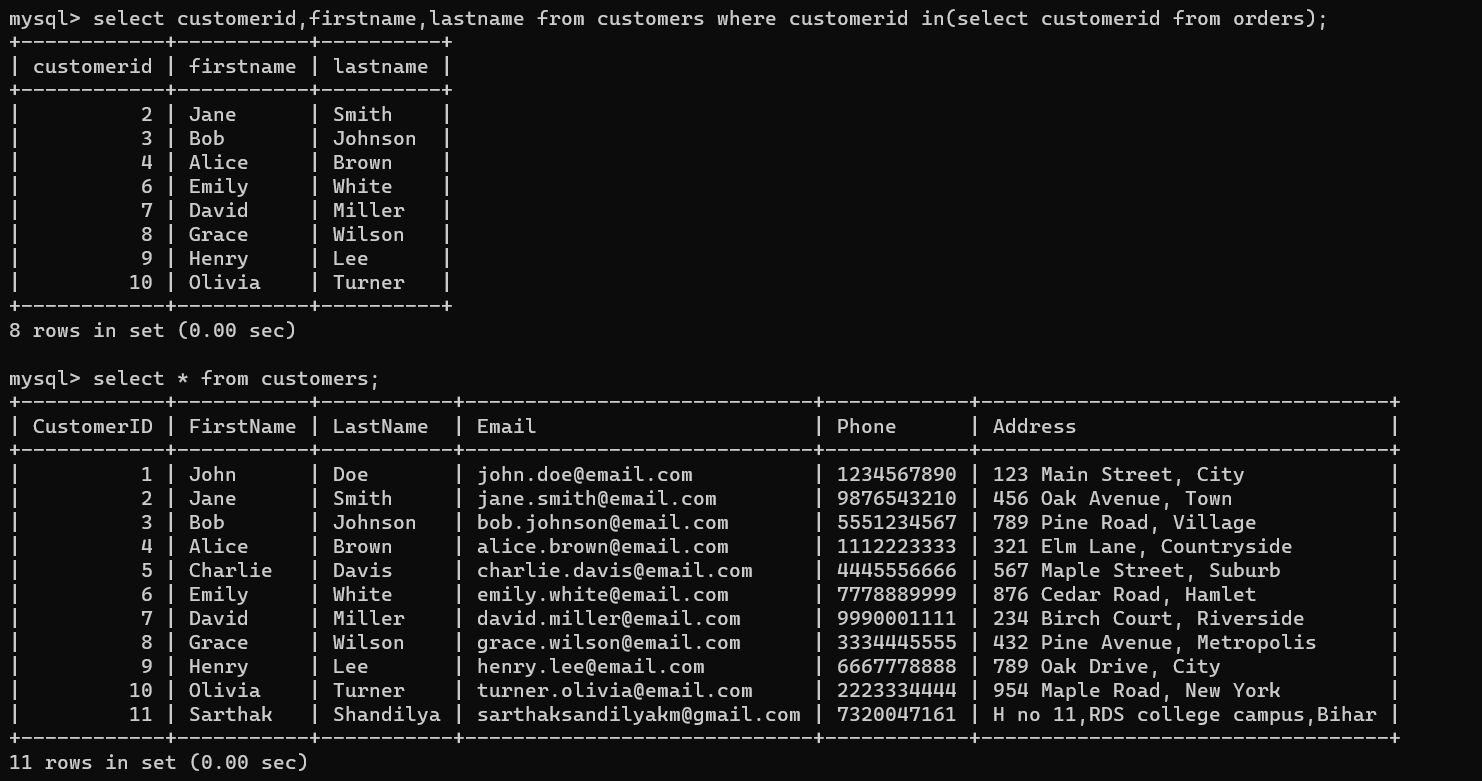 mysql> select customerid,firstname,lastname from customers where customerid in(select customerid from orders);
+------------+-----------+----------+
| customerid | firstname | lastname |
+------------+-----------+----------+
|          2 | Jane      | Smith    |
|          3 | Bob       | Johnson  |
|          4 | Alice     | Brown    |
|          6 | Emily     | White    |
|          7 | David     | Miller   |
|          8 | Grace     | Wilson   |
|          9 | Henry     | Lee      |
|         10 | Olivia    | Turner   |
+------------+-----------+----------+
8 rows in set (0.00 sec)

mysql> select * from customers;
+------------+-----------+-----------+-----------------------------+------------+----------------------------------+
| CustomerID | FirstName | LastName  | Email                       | Phone      | Address                          |
+------------+-----------+-----------+-----------------------------+------------+----------------------------------+
|          1 | John      | Doe       | john.doe@email.com          | 1234567890 | 123 Main Street, City            |
|          2 | Jane      | Smith     | jane.smith@email.com        | 9876543210 | 456 Oak Avenue, Town             |
|          3 | Bob       | Johnson   | bob.johnson@email.com       | 5551234567 | 789 Pine Road, Village           |
|          4 | Alice     | Brown     | alice.brown@email.com       | 1112223333 | 321 Elm Lane, Countryside        |
|          5 | Charlie   | Davis     | charlie.davis@email.com     | 4445556666 | 567 Maple Street, Suburb         |
|          6 | Emily     | White     | emily.white@email.com       | 7778889999 | 876 Cedar Road, Hamlet           |
|          7 | David     | Miller    | david.miller@email.com      | 9990001111 | 234 Birch Court, Riverside       |
|          8 | Grace     | Wilson    | grace.wilson@email.com      | 3334445555 | 432 Pine Avenue, Metropolis      |
|          9 | Henry     | Lee       | henry.lee@email.com         | 6667778888 | 789 Oak Drive, City              |
|         10 | Olivia    | Turner    | turner.olivia@email.com     | 2223334444 | 954 Maple Road, New York         |
|         11 | Sarthak   | Shandilya | sarthaksandilyakm@gmail.com | 7320047161 | H no 11,RDS college campus,Bihar |
+------------+-----------+-----------+-----------------------------+------------+----------------------------------+
11 rows in set (0.00 sec)